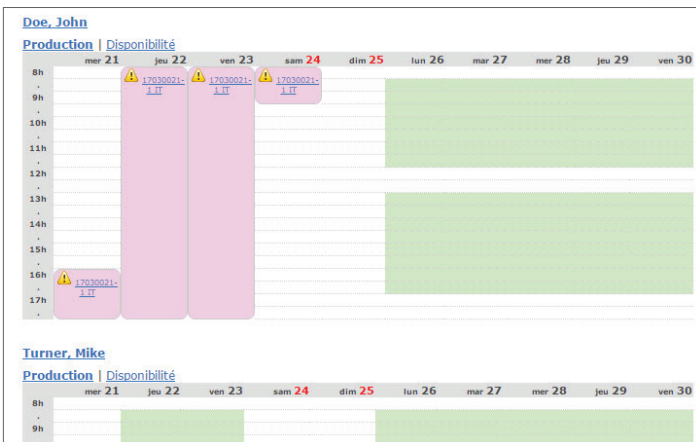 Doe, John
Production | Disponibilité
mer 21 jeu 22 ven 23 sam 24 dim 25 lun 26 mar 27 mer 28 jeu 29 ven 30
8h
17030021-
1 IT
17030021-
1 IT
17030021-
1 IT
.
9h
.
10h
.
11h
.
12h
.
13h
.
14h
.
15h
.
16h
17030021-
1 IT
.
17h
.
Turner, Mike
Production | Disponibilité
mer 21 jeu 22 ven 23 sam 24 dim 25 lun 26 mar 27 mer 28 jeu 29 ven 30
8h
.
9h